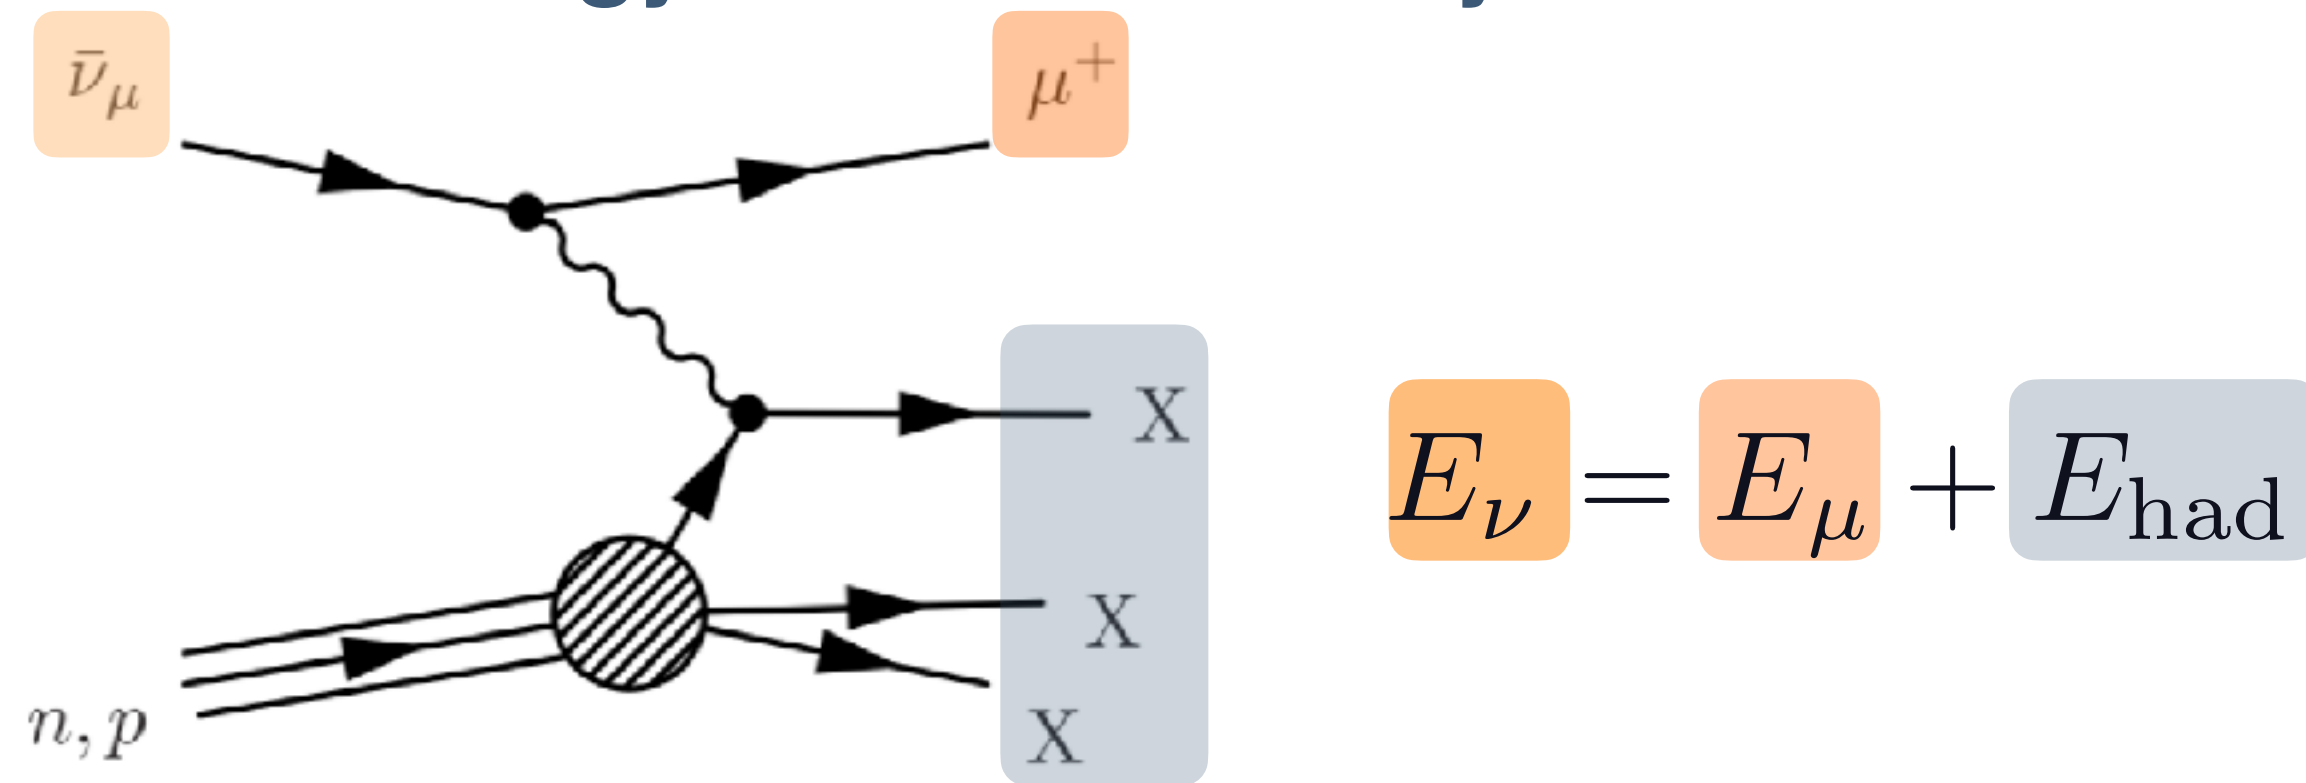 ν̄_μ
μ⁺
X
E_ν = E_μ + E_had
X
n, p
X